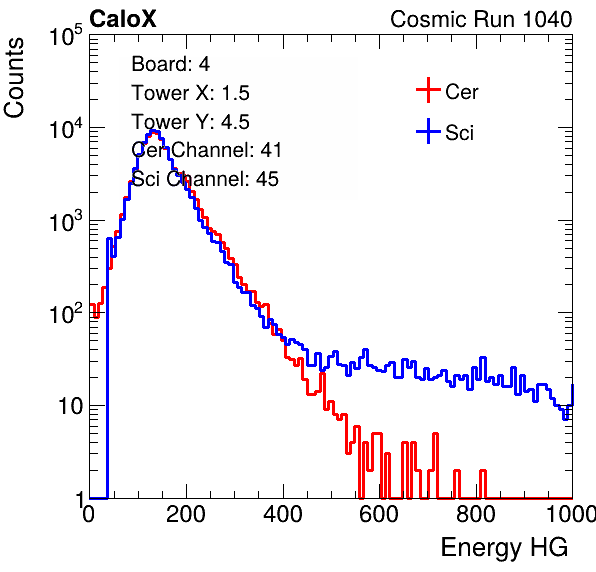 CaloX Cosmic Run 1040
Counts
10^5
10^4
10^3
10^2
10
1
Board: 4
Tower X: 1.5
Tower Y: 4.5
Cer Channel: 41
Sci Channel: 45
Cer
Sci
0 200 400 600 800 1000
Energy HG